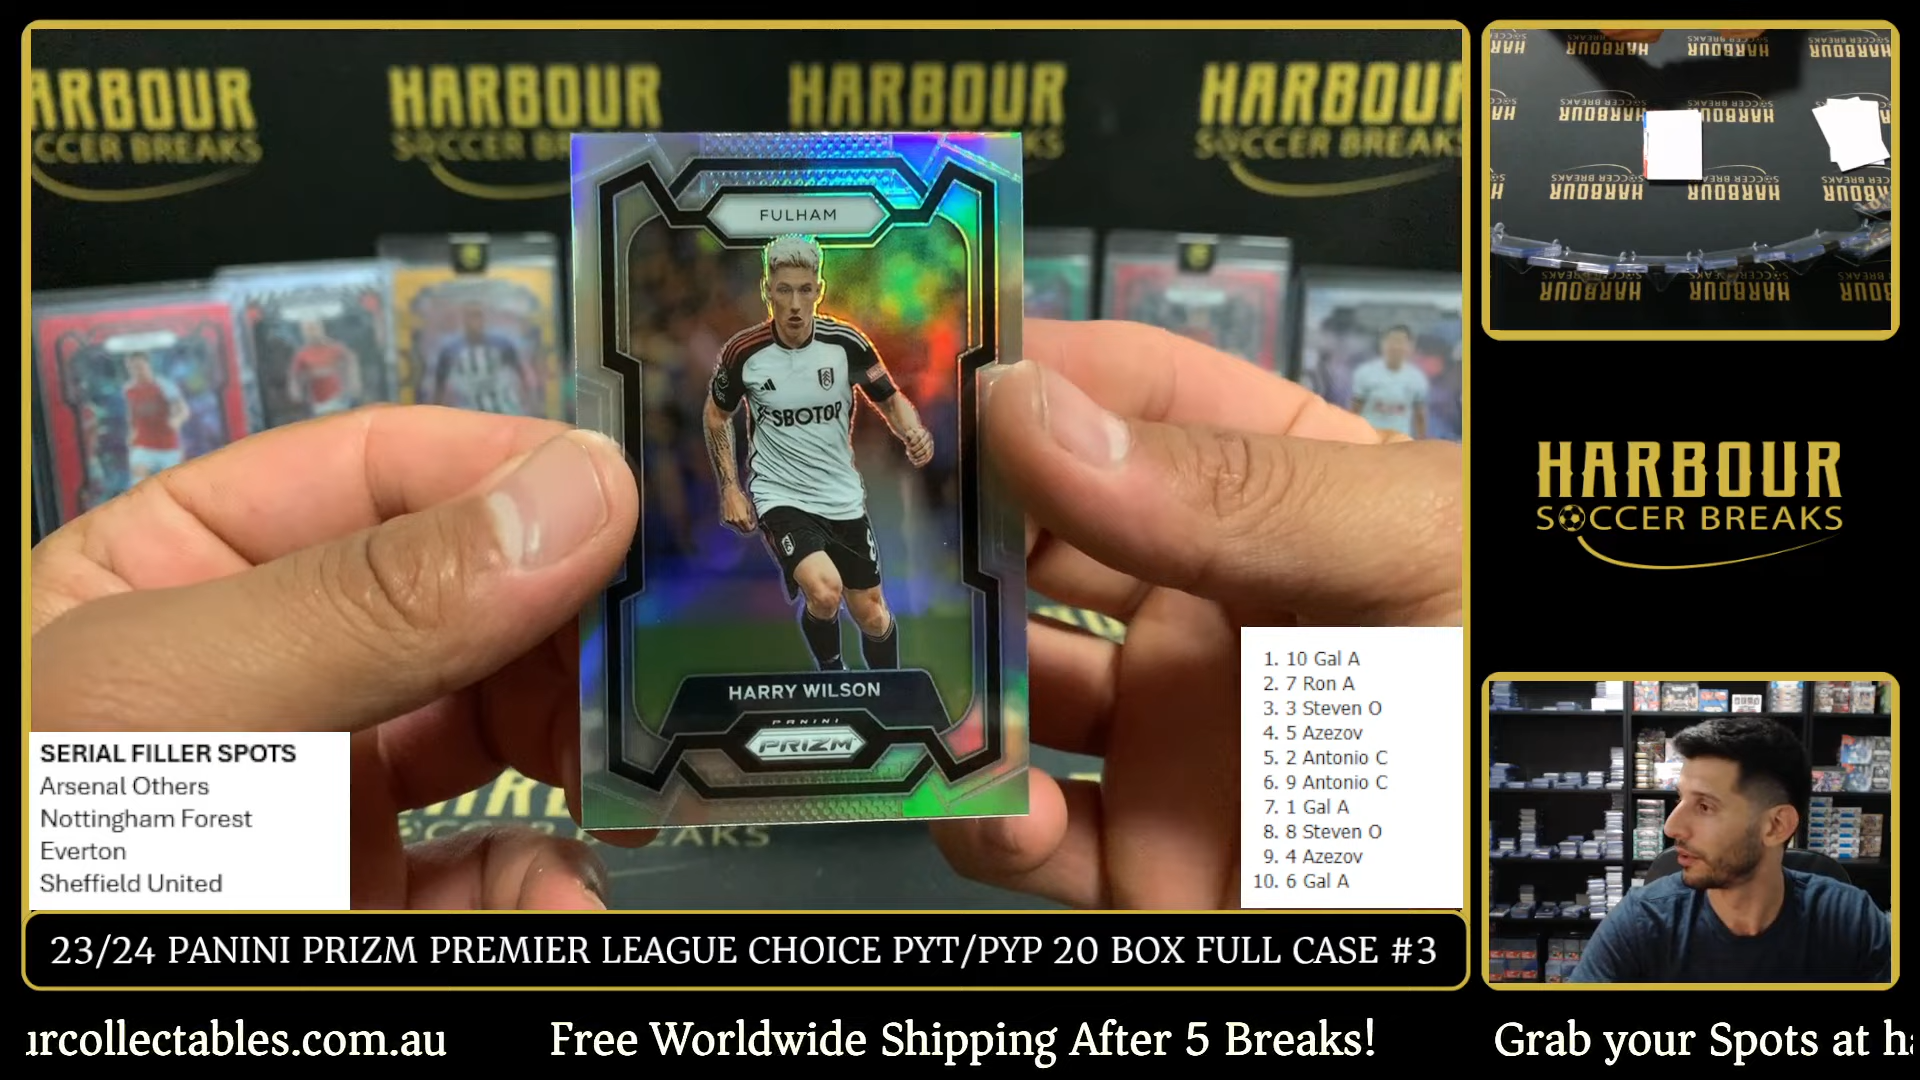 HARBOUR HARBOUR HARBOUR
SOCCER BREAKS SOCCER BREAKS
FULHAM
SBOTOP
8
HARRY WILSON
PANINI
PRIZM
SERIAL FILLER SPOTS
Arsenal Others
Nottingham Forest
Everton
Sheffield United
1. 10 Gal A
2. 7 Ron A
3. 3 Steven O
4. 5 Azezov
5. 2 Antonio C
6. 9 Antonio C
7. 1 Gal A
8. 8 Steven O
9. 4 Azezov
10. 6 Gal A
HARBOUR
SOCCER BREAKS
23/24 PANINI PRIZM PREMIER LEAGUE CHOICE PYT/PYP 20 BOX FULL CASE #3
urcollectables.com.au Free Worldwide Shipping After 5 Breaks! Grab your Spots at ha